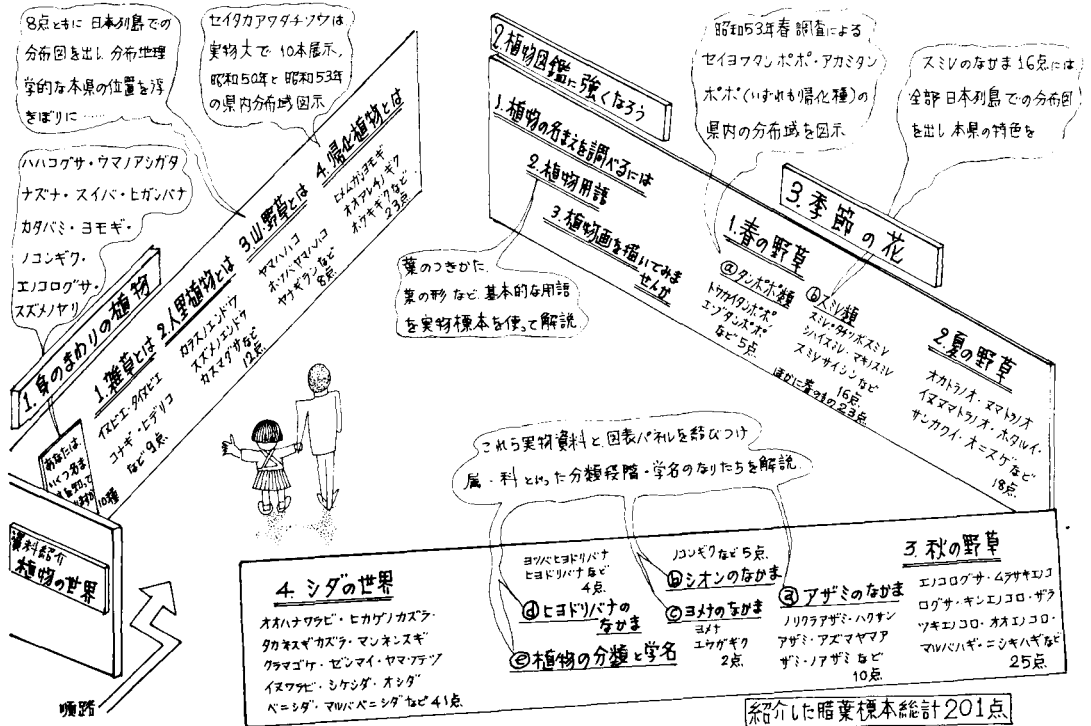 8点ともに日本列島での
分布図を出し分布地理
学的な本県の位置を浮
きぼりに……
セイタカアワダチソウは
実物大で10本展示,
昭和50年と昭和53年
の県内分布域図示
ハハコグサ・ウマノアシガタ
ナズナ・スイバ・ヒガンバナ
カタバミ・ヨモギ・
ノコンギク・
エノコログサ・
スズメノヤリ
1.身のまわりの植物
あなたは
いくつ名ま
10種
1.雑草とは
イヌビエ・タイヌビエ
コナギ・ヒデリコ
など9点
2.人里植物とは
カラスノエンドウ
スズメノエンドウ
カスマグサなど
12点
3.山・野草とは
ヤマハハコ
ホソバヤマハハコ
ヤナギランなど
8点
4.帰化植物とは
ヒメムカシヨモギ
オオアレチノギク
ボロギクなど
23点
資料紹介
植物の世界
順路
2.植物図鑑に強くなろう
1.植物の名まえを調べるには
2.植物用語
3.植物画を描いてみま
せんか
葉のつきかた
葉の形など基本的な用語
を実物標本を使って解説
昭和53年春調査による
セイヨウタンポポ・アカミタン
ポポ(いずれも帰化種)の
県内の分布域を図示
スミレのなかま16点には
全部日本列島での分布図
を出し本県の特色を
3.季節の花
1.春の野草
ⓐタンポポ類
トウカイタンポポ
エゾタンポポ
など5点
ⓑスミレ類
スミレ・タチツボスミレ
シハイスミレ・マキノスミレ
スミレサイシンなど
16点
ほかに春のもの23点
2.夏の野草
オカトラノオ・ヌマトラノオ
イヌヌマトラノオ・ホタルイ・
サンカクイ・オニスゲなど
18点
これら実物資料と、図表パネルを結びつけ
属・科といった分類段階・学名のなりたちを解説
3.秋の野草
エノコログサ・ムラサキエノコ
ログサ・キンエノコロ・ザラ
ツキエノコロ・オオエノコロ・
マルバハギ・ニシキハギなど
25点
ⓐアザミのなかま
ノリクラアザミ・ハクサン
アザミ・アズマヤマア
ザミ・ノアザミなど
10点
ノコンギクなど5点
ⓑシオンのなかま
ⓒヨメナのなかま
ヨメナ
ユウガギク
2点
ヨツバヒヨドリバナ
ヒヨドリバナなど
4点
ⓓヒヨドリバナの
なかま
ⓔ植物の分類と学名
4.シダの世界
オオハナワラビ・ヒカゲノカズラ・
タカネスギカズラ・マンネンスギ
クラマゴケ・ゼンマイ・ヤマソテツ
イヌワラビ・シケシダ・オシダ
ベニシダ・マルバベニシダなど41点
紹介した腊葉標本総計201点